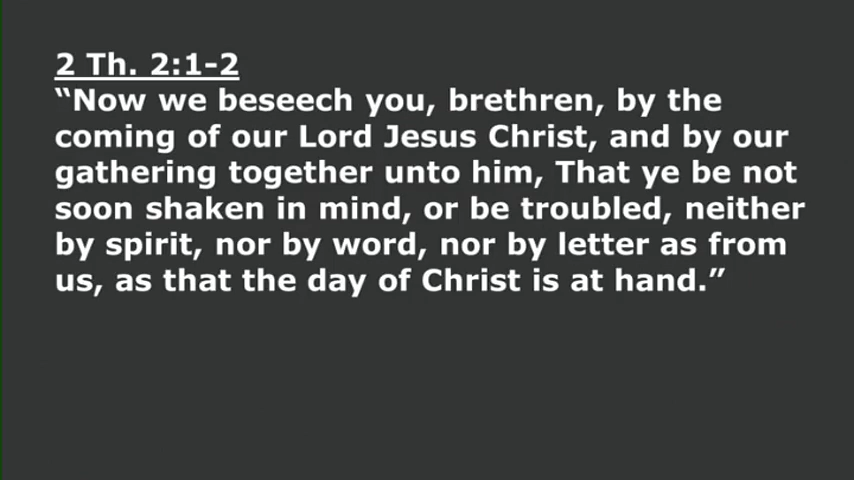 2 Th. 2:1-2
“Now we beseech you, brethren, by the
coming of our Lord Jesus Christ, and by our
gathering together unto him, That ye be not
soon shaken in mind, or be troubled, neither
by spirit, nor by word, nor by letter as from
us, as that the day of Christ is at hand.”